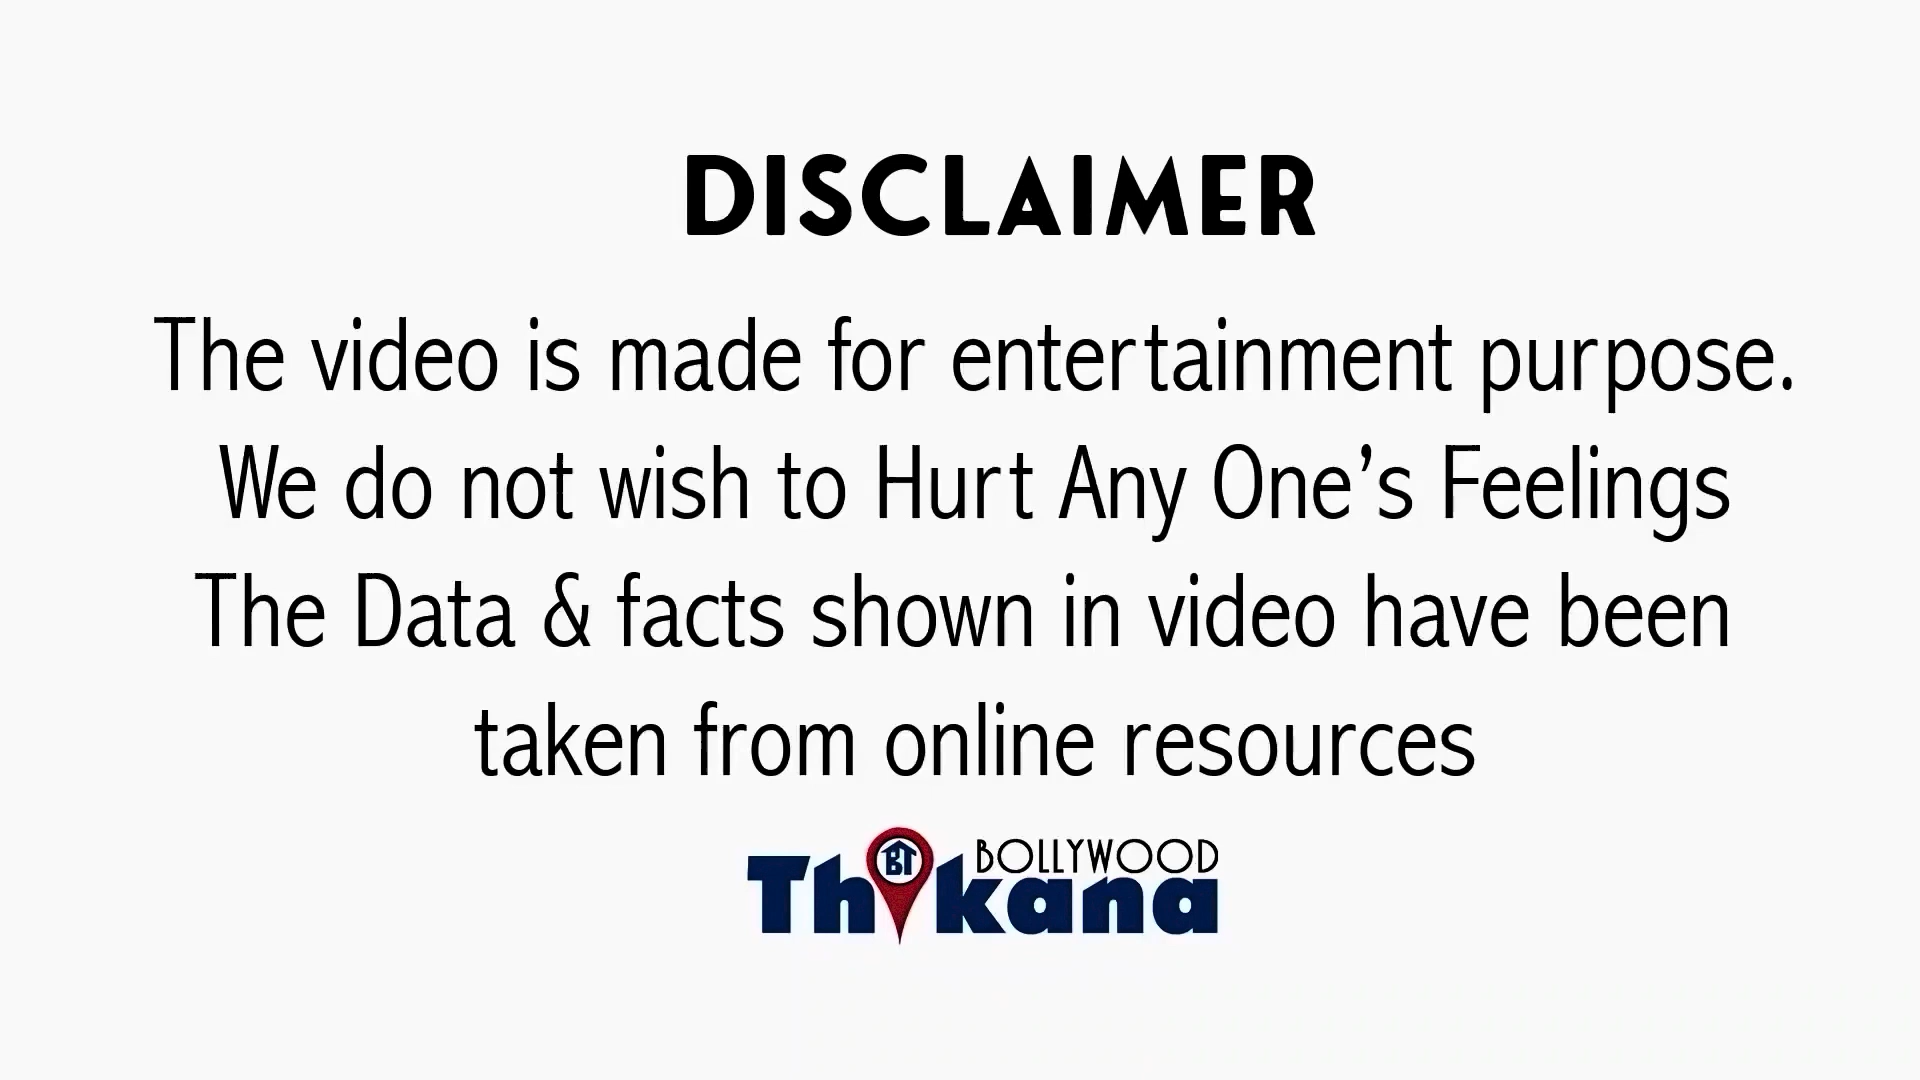 DISCLAIMER
The video is made for entertainment purpose.
We do not wish to Hurt Any One’s Feelings
The Data & facts shown in video have been
taken from online resources
BT
BOLLYWOOD
Thikana